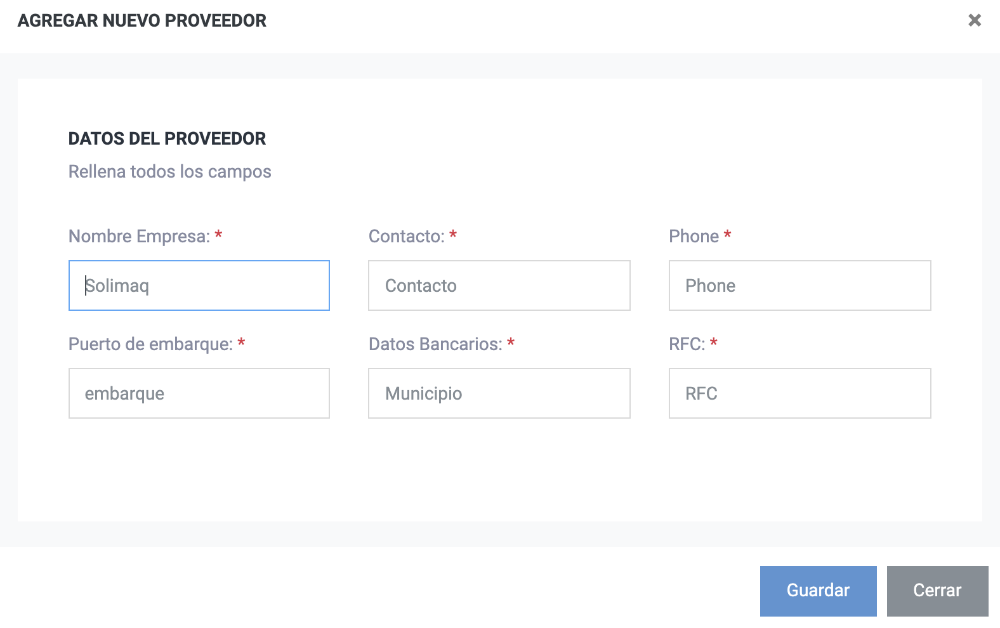 AGREGAR NUEVO PROVEEDOR
DATOS DEL PROVEEDOR
Rellena todos los campos
Nombre Empresa: * Contacto: * Phone *
Solimaq Contacto Phone
Puerto de embarque: * Datos Bancarios: * RFC: *
embarque Municipio RFC
Guardar Cerrar